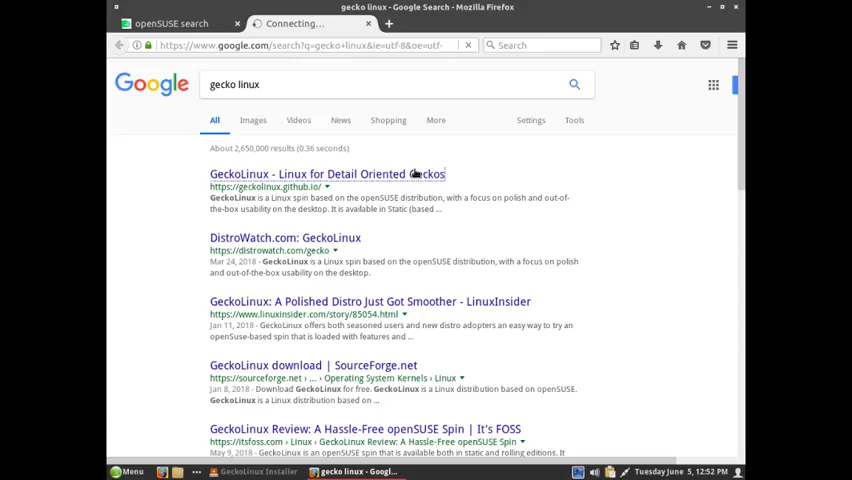 gecko linux - Google Search - Mozilla Firefox
openSUSE search
Connecting...
https://www.google.com/search?q=gecko+linux&ie=utf-8&oe=utf-
Search
Google
gecko linux
All Images Videos News Shopping More Settings Tools
About 2,650,000 results (0.36 seconds)
GeckoLinux - Linux for Detail Oriented Geckos
https://geckolinux.github.io/
GeckoLinux is a Linux spin based on the openSUSE distribution, with a focus on polish and out-of-
the-box usability on the desktop. It is available in Static (based ...
DistroWatch.com: GeckoLinux
https://distrowatch.com/gecko
Mar 24, 2018 - GeckoLinux is a Linux spin based on the openSUSE distribution, with a focus on polish
and out-of-the-box usability on the desktop.
GeckoLinux: A Polished Distro Just Got Smoother - LinuxInsider
https://www.linuxinsider.com/story/85054.html
Jan 11, 2018 - GeckoLinux offers both seasoned users and new distro adopters an easy way to try an
openSuse-based spin that is loaded with features and ...
GeckoLinux download | SourceForge.net
https://sourceforge.net › ... › Operating System Kernels › Linux
Jan 8, 2018 - Download GeckoLinux for free. GeckoLinux is a Linux distribution based on openSUSE.
GeckoLinux is a Linux distribution based on ...
GeckoLinux Review: A Hassle-Free openSUSE Spin | It's FOSS
https://itsfoss.com › Linux › GeckoLinux Review: A Hassle-Free openSUSE Spin
May 9, 2018 - An openSUSE spin that is available both in static and rolling editions. It
Menu
GeckoLinux Installer
gecko linux - Googl...
Tuesday June 5, 12:52 PM